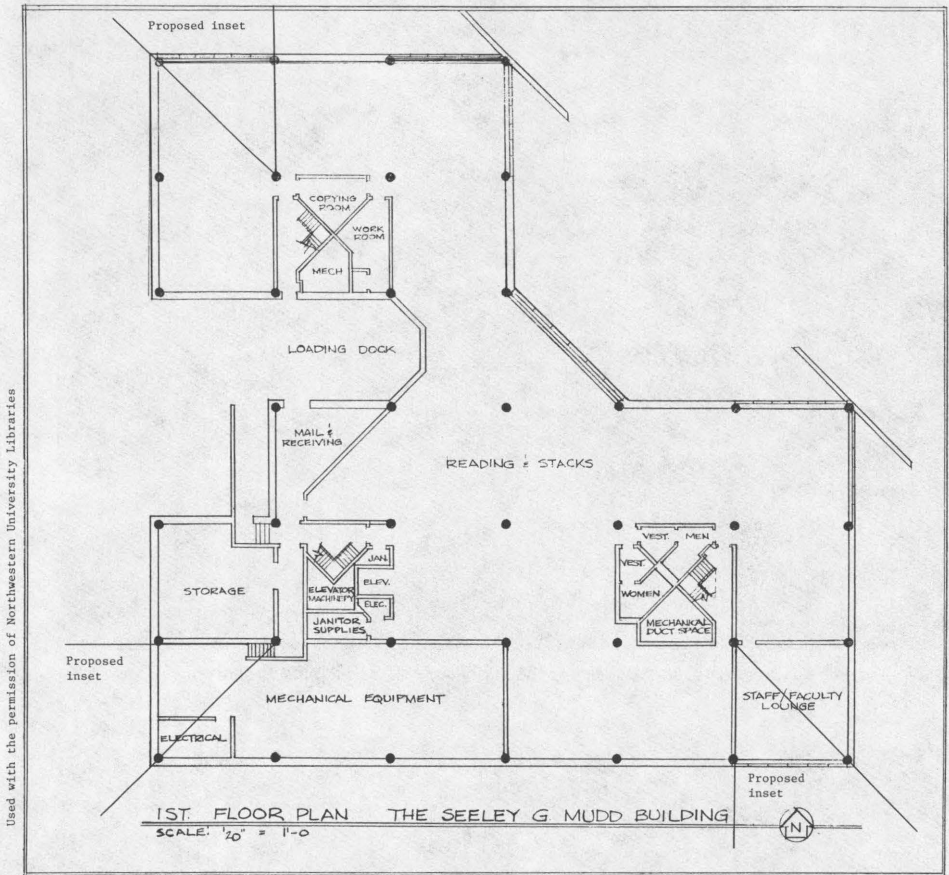 Proposed inset
COPYING
ROOM
WORK
ROOM
MECH
LOADING DOCK
MAIL &
RECEIVING
READING & STACKS
VEST. MEN
VEST.
WOMEN
MECHANICAL
DUCT SPACE
JAN.
ELEV.
ELEC.
ELEVATOR
MACHINERY
JANITOR
SUPPLIES
STORAGE
Proposed
inset
MECHANICAL EQUIPMENT
ELECTRICAL
STAFF/FACULTY
LOUNGE
Proposed
inset
1ST. FLOOR PLAN THE SEELEY G. MUDD BUILDING
SCALE: 1/20" = 1'-0
N
Used with the permission of Northwestern University Libraries